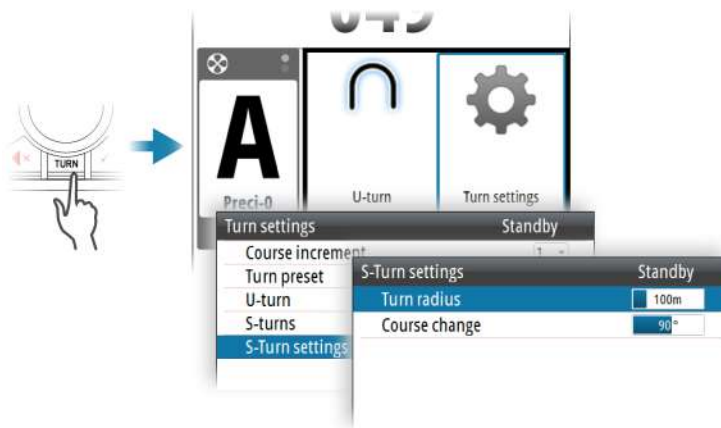 TURN
A
Preci-0
U-turn
Turn settings
Turn settings Standby
Course increment 1
Turn preset
U-turn
S-turns
S-Turn settings
S-Turn settings Standby
Turn radius 100m
Course change 90°